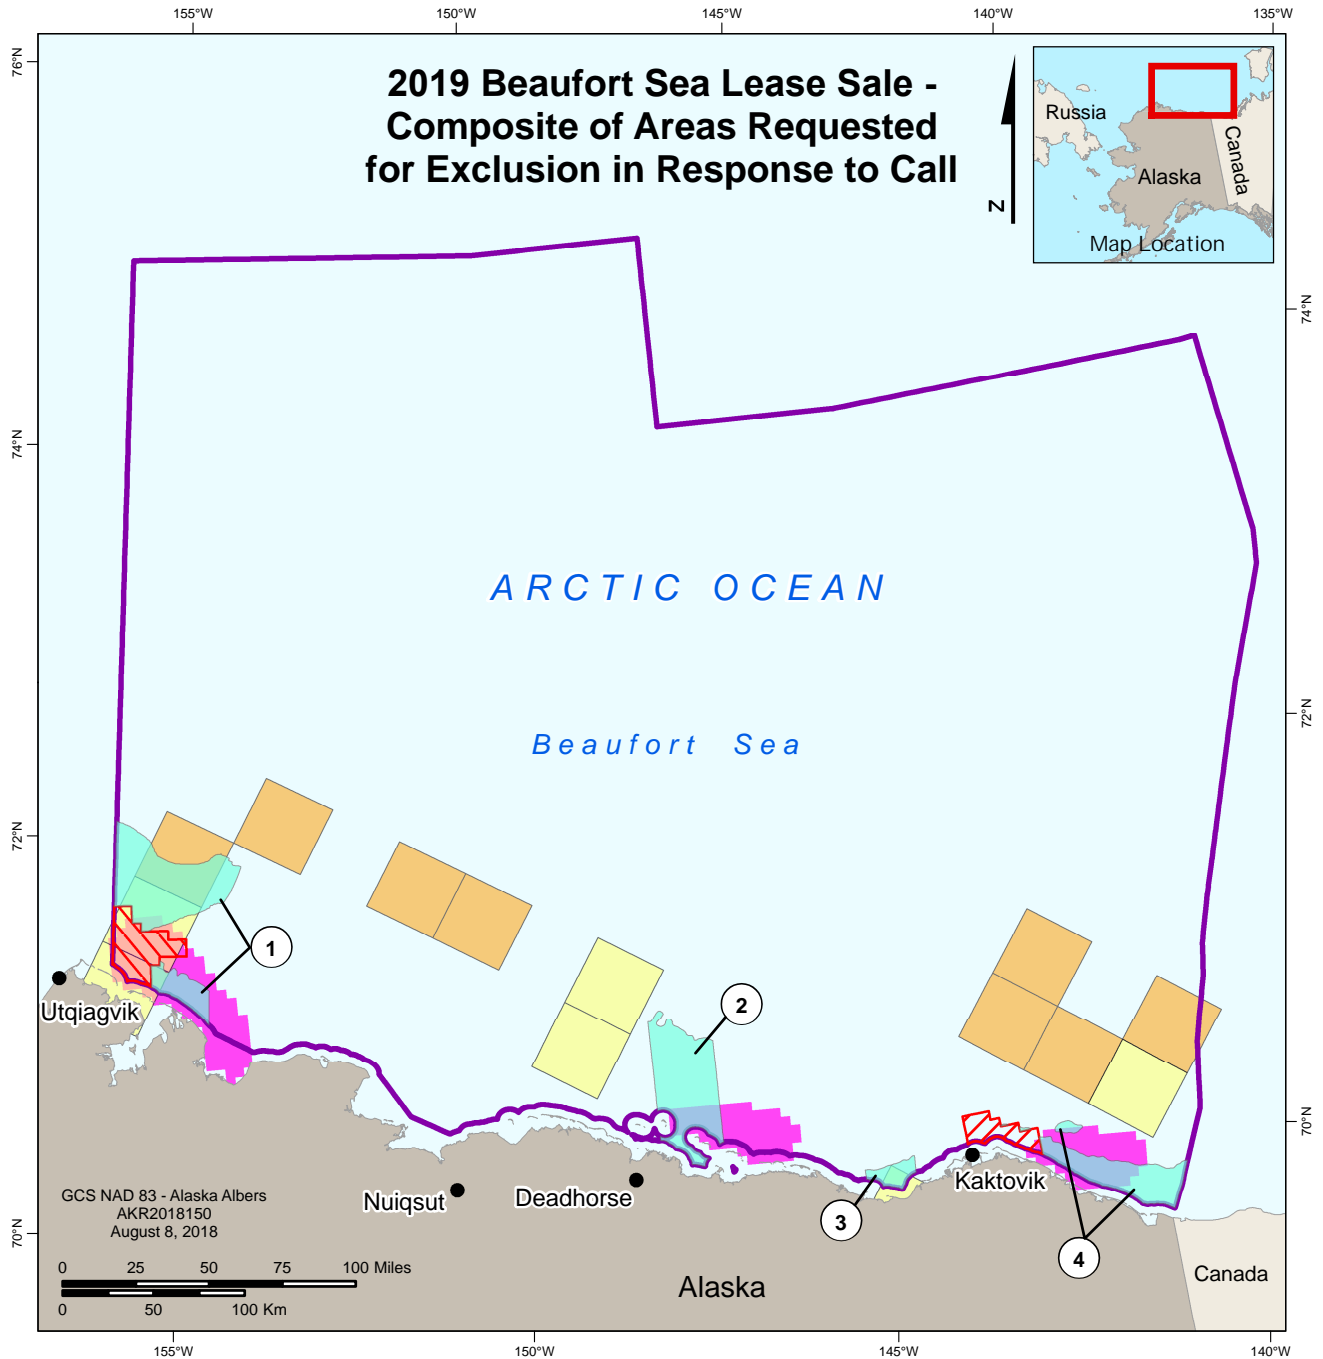 155°W
150°W
145°W
140°W
135°W
76°N
2019 Beaufort Sea Lease Sale -
Composite of Areas Requested
for Exclusion in Response to Call
N
Russia
Canada
Alaska
Map Location
74°N
74°N
ARCTIC OCEAN
72°N
Beaufort Sea
72°N
1
2
Utqiagvik
70°N
Kaktovik
Nuiqsut
Deadhorse
3
4
GCS NAD 83 - Alaska Albers
AKR2018150
August 8, 2018
70°N
0 25 50 75 100 Miles
0 50 100 Km
Alaska
Canada
155°W
150°W
145°W
140°W